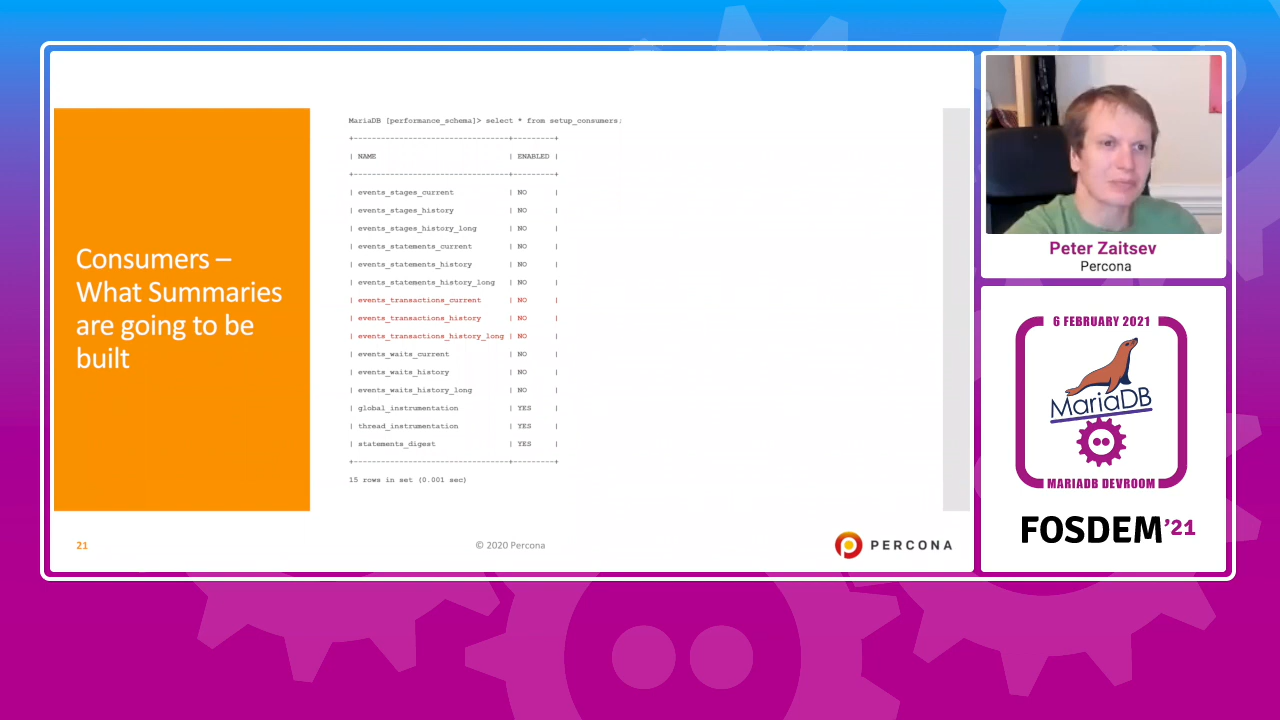 Consumers –
What Summaries
are going to be
built
MariaDB [performance_schema]> select * from setup_consumers;
+-----------------------------------+---------+
| NAME | ENABLED |
+-----------------------------------+---------+
| events_stages_current | NO |
| events_stages_history | NO |
| events_stages_history_long | NO |
| events_statements_current | NO |
| events_statements_history | NO |
| events_statements_history_long | NO |
| events_transactions_current | NO |
| events_transactions_history | NO |
| events_transactions_history_long | NO |
| events_waits_current | NO |
| events_waits_history | NO |
| events_waits_history_long | NO |
| global_instrumentation | YES |
| thread_instrumentation | YES |
| statements_digest | YES |
+-----------------------------------+---------+
15 rows in set (0.001 sec)
21
© 2020 Percona
PERCONA
Peter Zaitsev
Percona
6 FEBRUARY 2021
MariaDB
MARIADB DEVROOM
FOSDEM'21